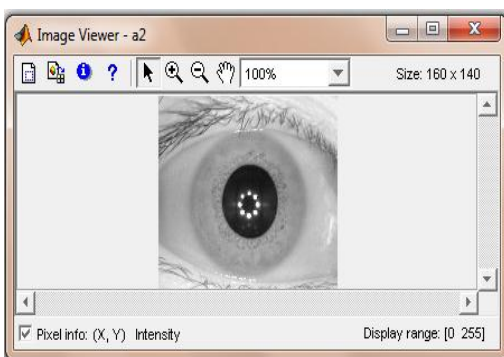 Image Viewer - a2
100%
Size: 160 x 140
Pixel info: (X, Y) Intensity
Display range: [0 255]